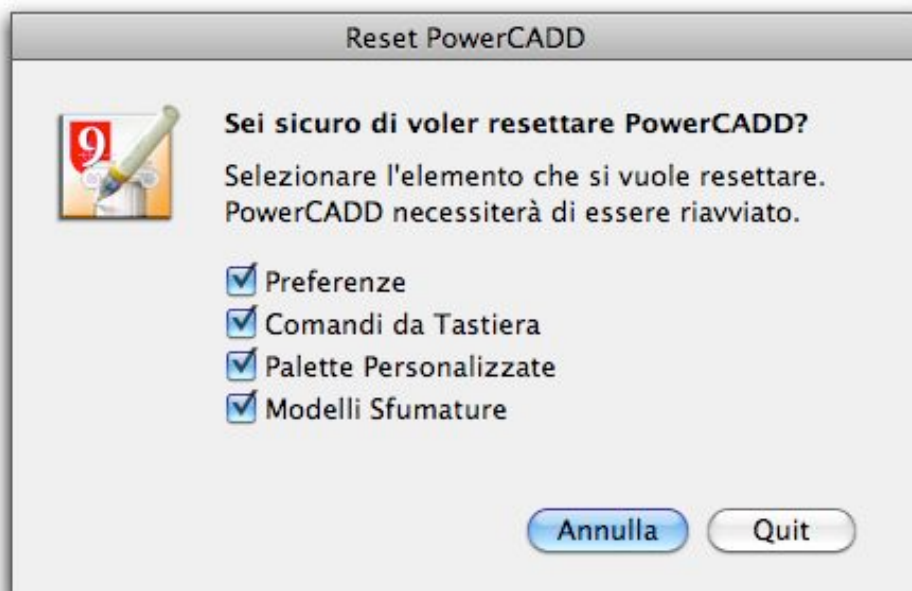 Reset PowerCADD
9
Sei sicuro di voler resettare PowerCADD?
Selezionare l'elemento che si vuole resettare.
PowerCADD necessiterà di essere riavviato.
Preferenze
Comandi da Tastiera
Palette Personalizzate
Modelli Sfumature
Annulla
Quit